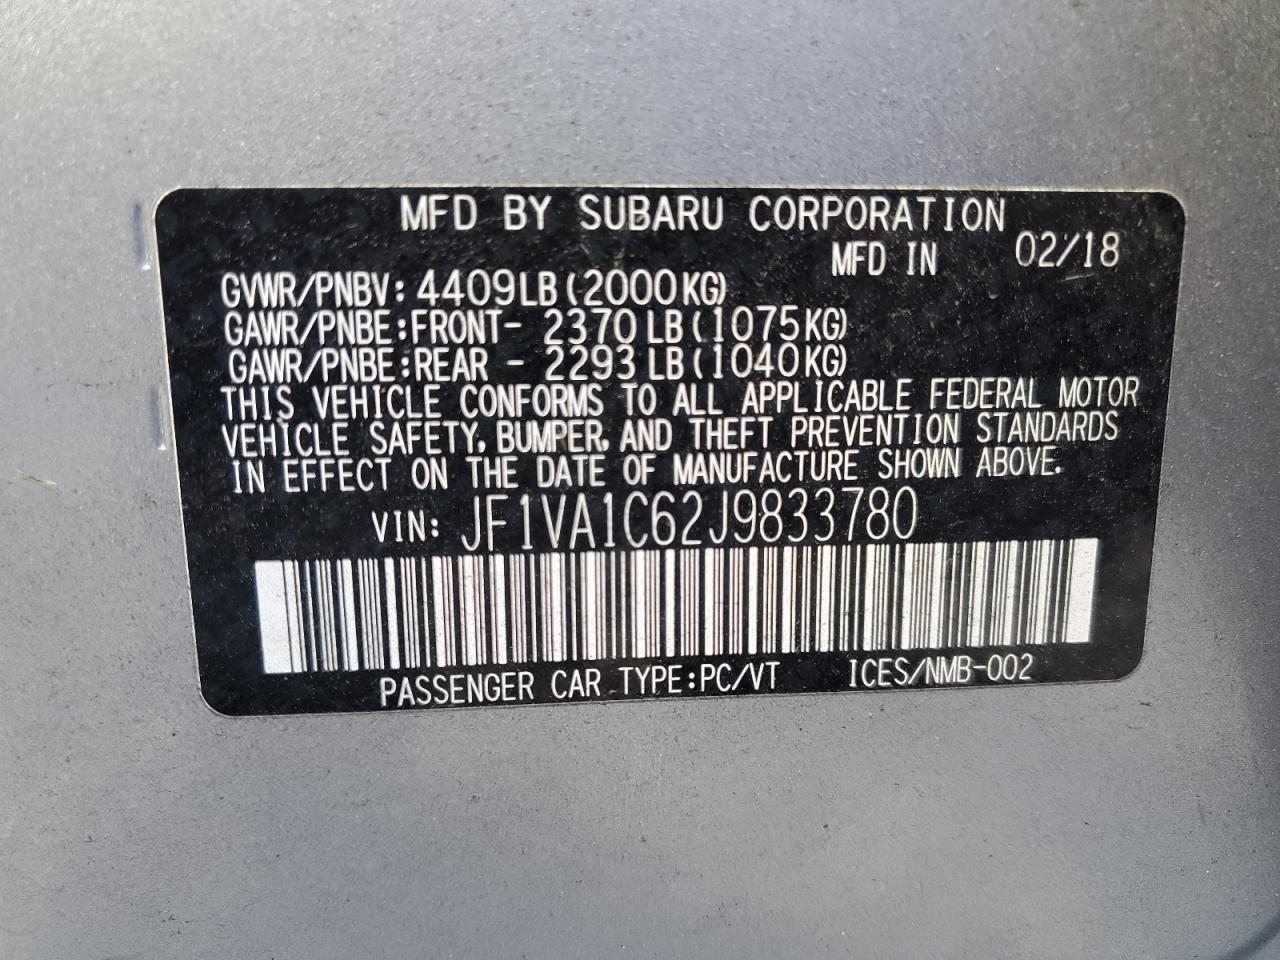 MFD BY SUBARU CORPORATION
MFD IN 02/18
GVWR/PNBV: 4409LB(2000KG)
GAWR/PNBE:FRONT- 2370LB(1075KG)
GAWR/PNBE:REAR - 2293LB(1040KG)
THIS VEHICLE CONFORMS TO ALL APPLICABLE FEDERAL MOTOR
VEHICLE SAFETY, BUMPER, AND THEFT PREVENTION STANDARDS
IN EFFECT ON THE DATE OF MANUFACTURE SHOWN ABOVE.
VIN: JF1VA1C62J9833780
PASSENGER CAR TYPE:PC/VT ICES/NMB-002